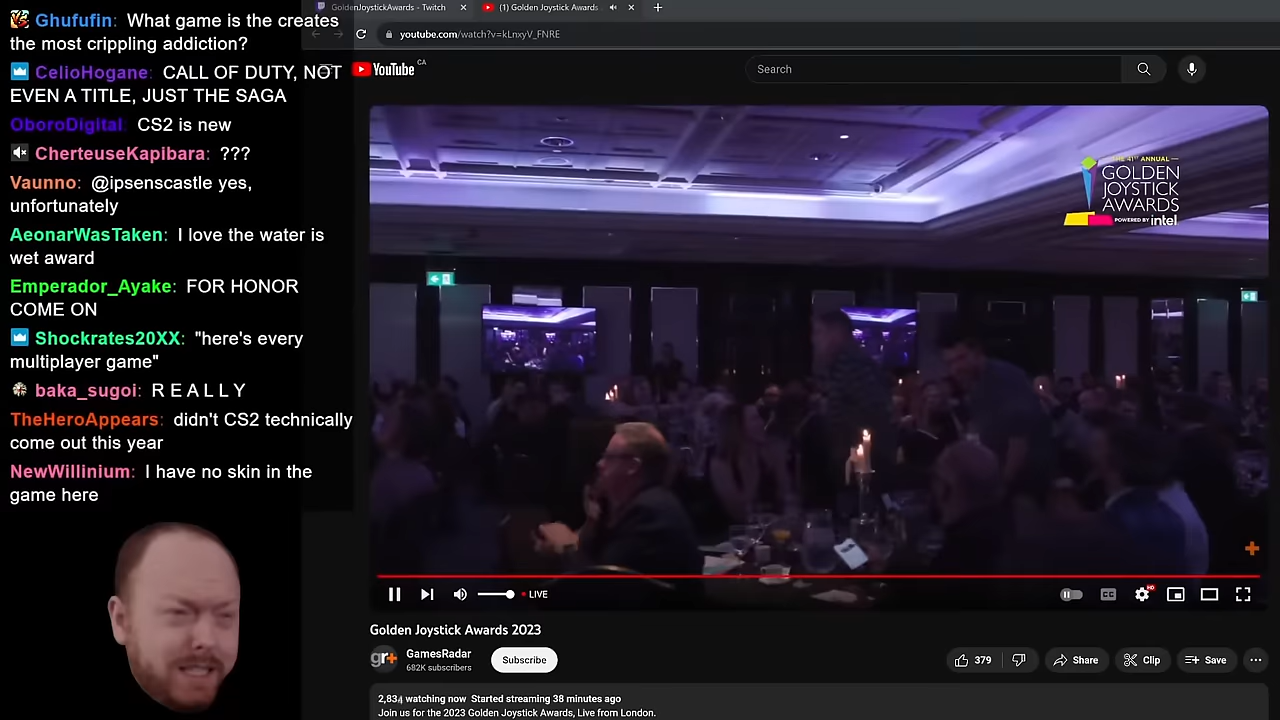 Ghufufin: What game is the creates
the most crippling addiction?
CelioHogane: CALL OF DUTY, NOT
EVEN A TITLE, JUST THE SAGA
OboroDigital: CS2 is new
CherteuseKapibara: ???
Vaunno: @ipsenscastle yes,
unfortunately
AeonarWasTaken: I love the water is
wet award
Emperador_Ayake: FOR HONOR
COME ON
Shockrates20XX: "here's every
multiplayer game"
baka_sugoi: R E A L L Y
TheHeroAppears: didn't CS2 technically
come out this year
NewWillinium: I have no skin in the
game here
GoldenJoystickAwards - Twitch
(1) Golden Joystick Awards
youtube.com/watch?v=kLnxyV_FNRE
YouTube CA
Search
THE 41ST ANNUAL
GOLDEN
JOYSTICK
AWARDS
POWERED BY intel
LIVE
CC
HD
Golden Joystick Awards 2023
gr+
GamesRadar
682K subscribers
Subscribe
379
Share
Clip
Save
2,834 watching now Started streaming 38 minutes ago
Join us for the 2023 Golden Joystick Awards, Live from London.